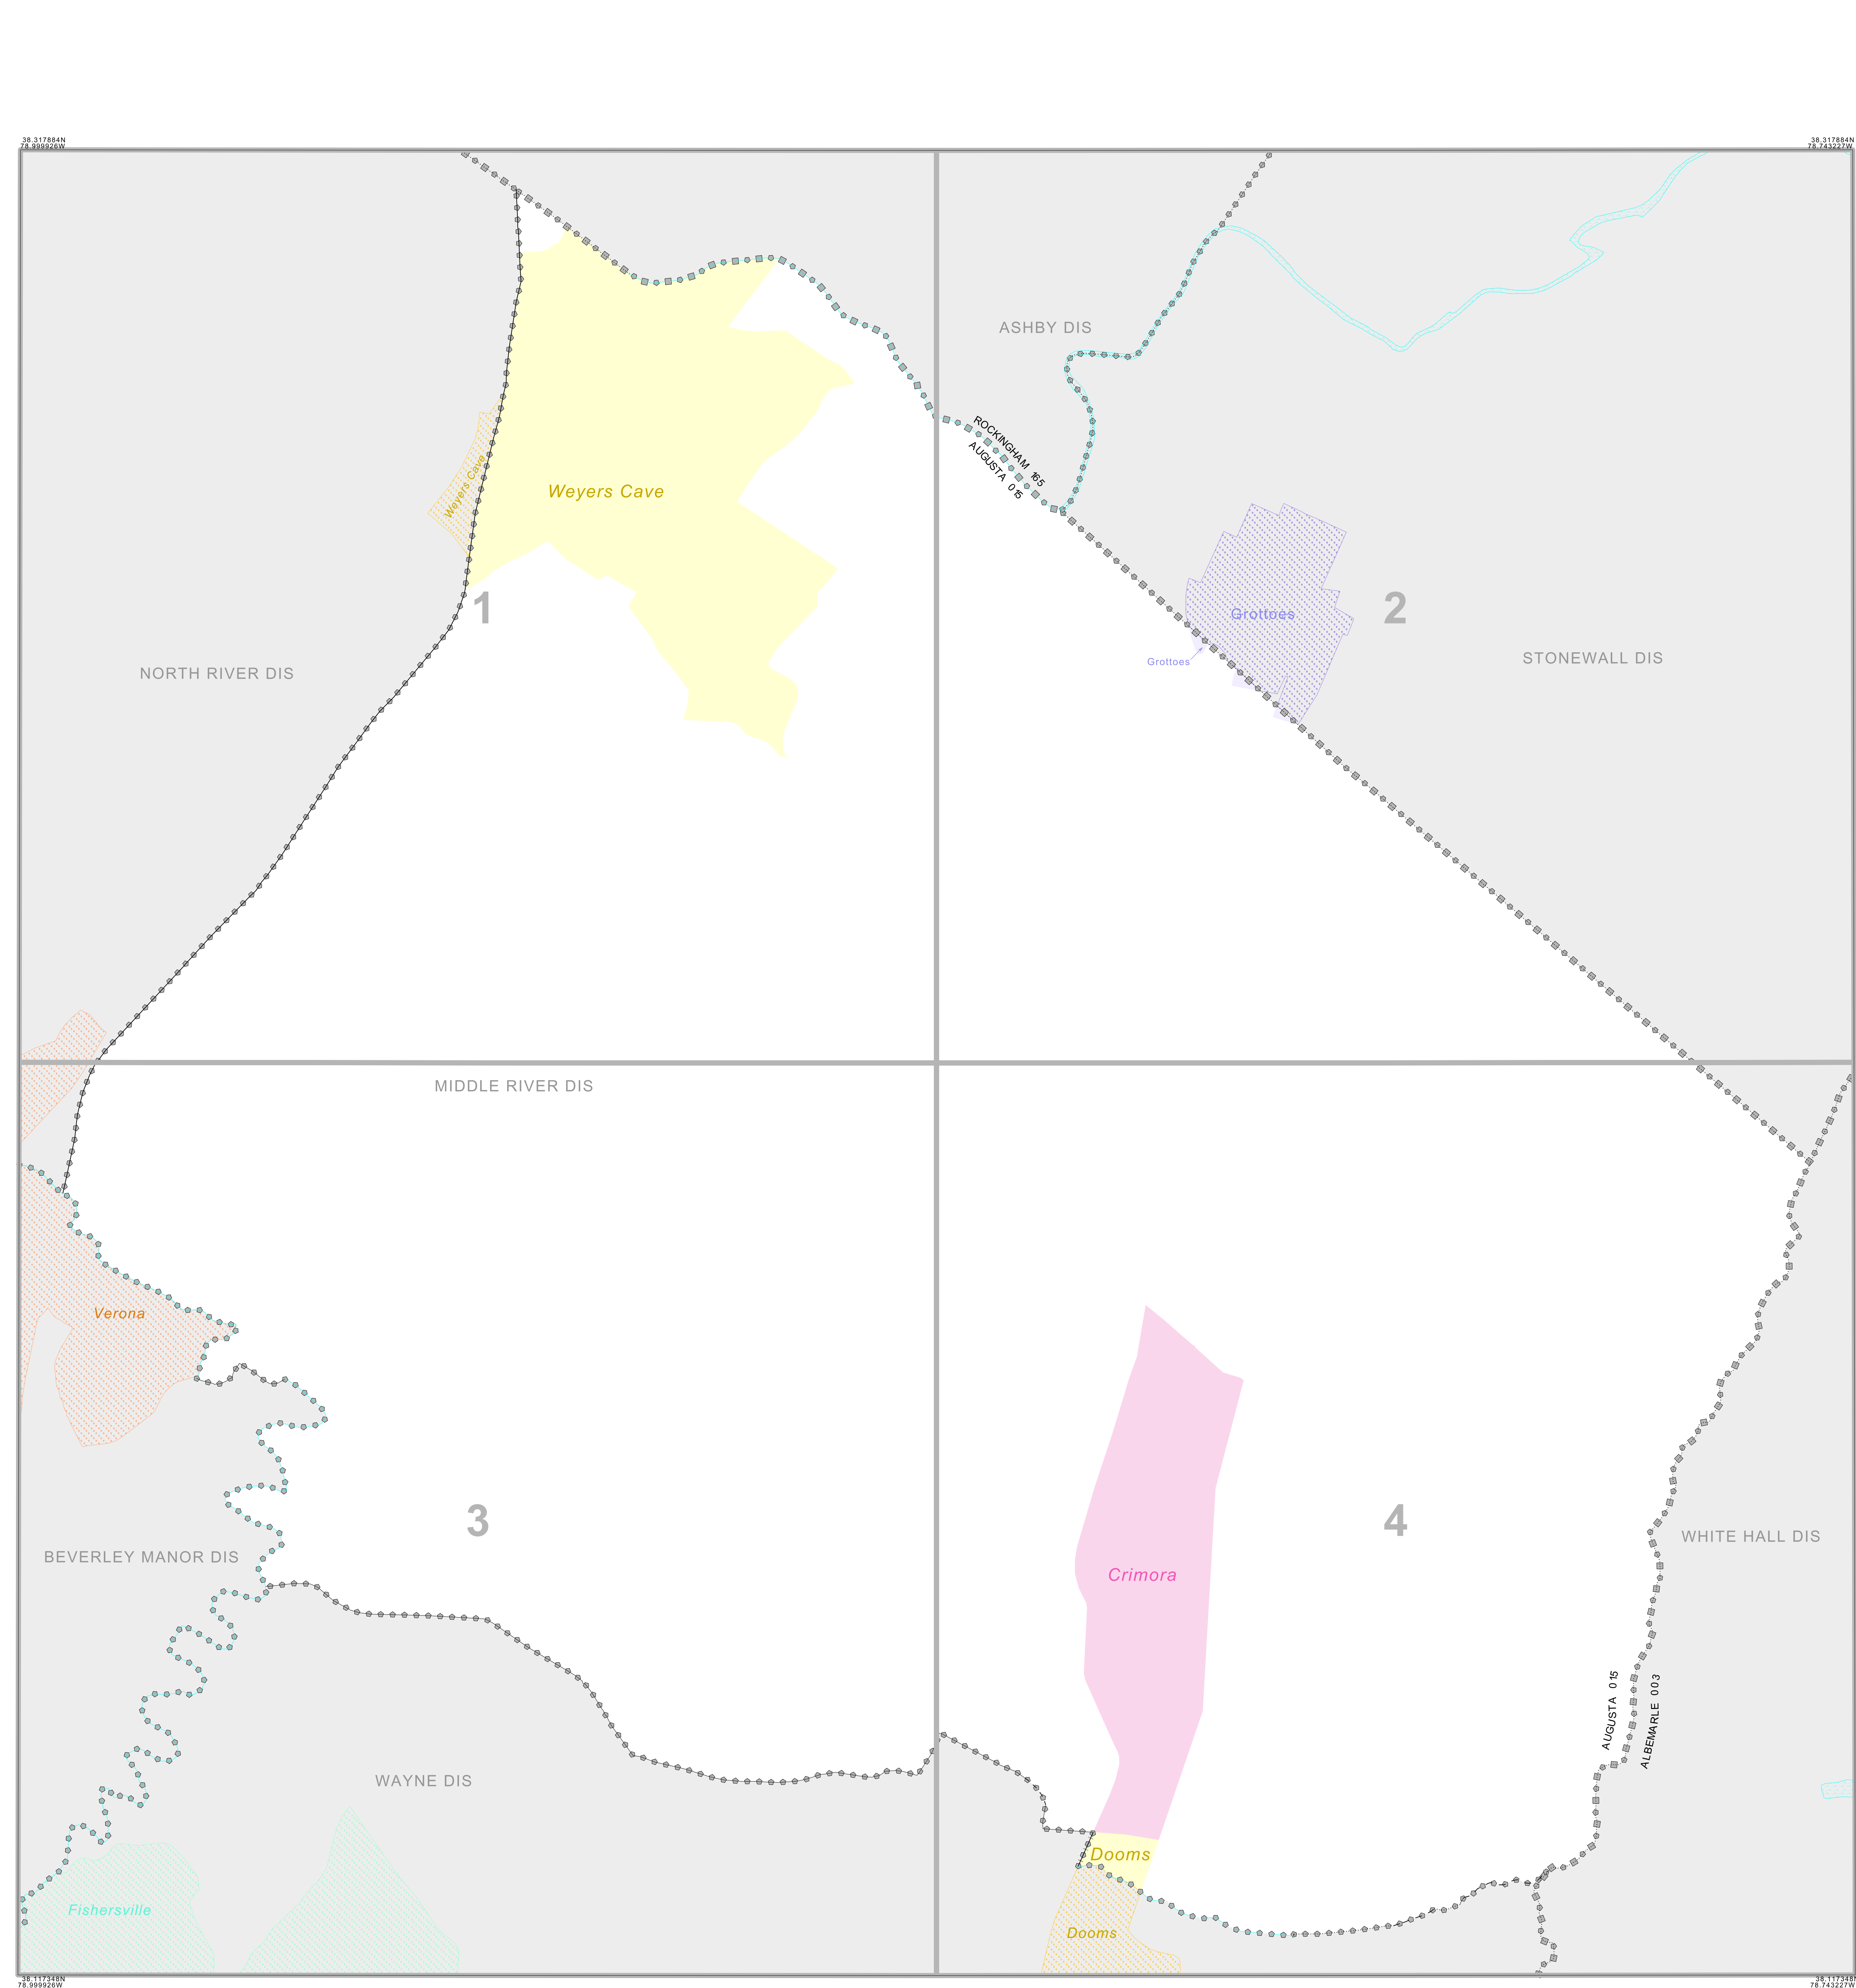 38.317884N
78.999926W
38.317884N
78.743227W
ASHBY DIS
ROCKINGHAM 165
AUGUSTA 015
Weyers Cave
Weyers Cave
1
2
Grottoes
Grottoes
STONEWALL DIS
NORTH RIVER DIS
MIDDLE RIVER DIS
Verona
3
4
WHITE HALL DIS
BEVERLEY MANOR DIS
Crimora
AUGUSTA 015
ALBEMARLE 003
WAYNE DIS
Dooms
Fishersville
Dooms
38.117348N
78.999926W
38.117348N
78.743227W